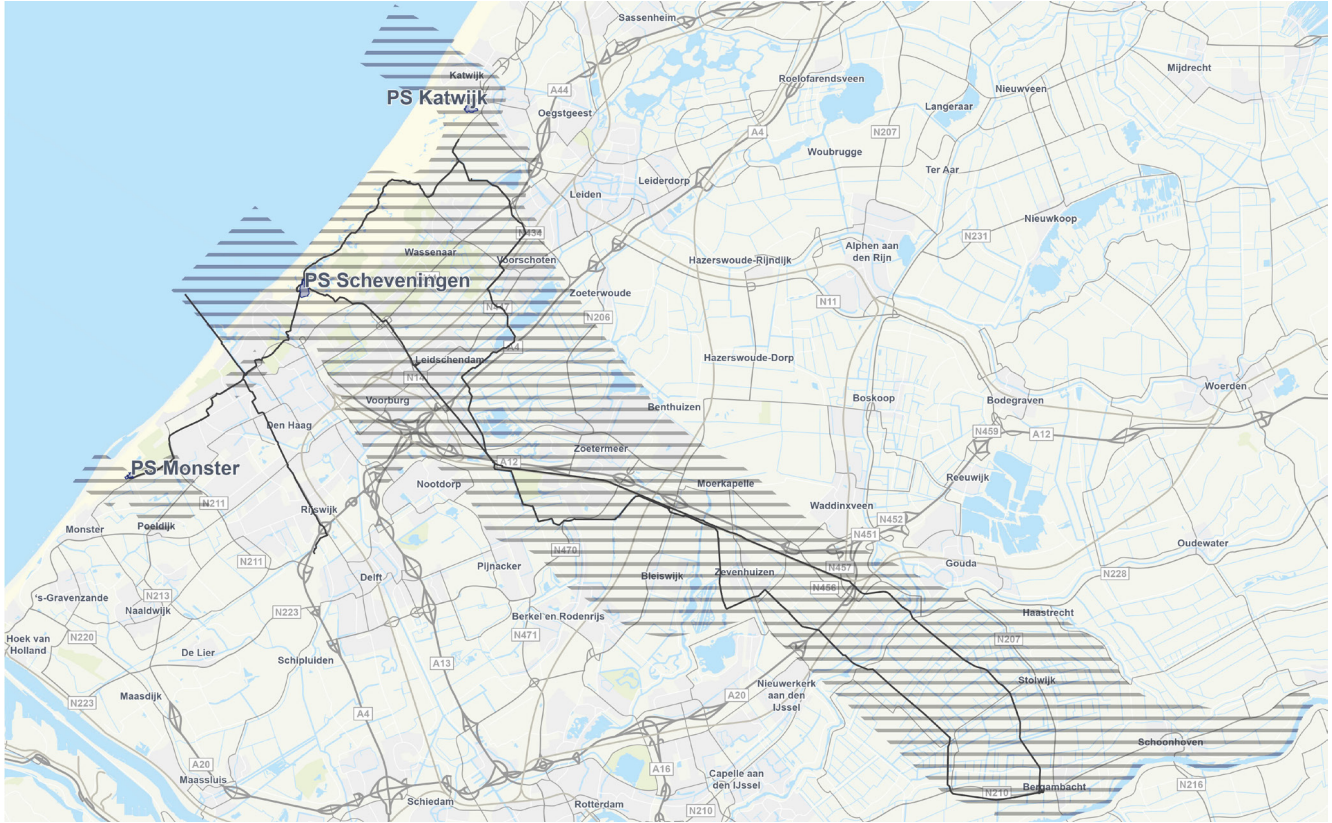 Sassenheim
Mijdrecht
Katwijk
Roelofarendsveen
A44
Nieuwveen
PS Katwijk
Langeraar
Oegstgeest
A4
N207
Woubrugge
Ter Aar
Leiderdorp
Leiden
Nieuwkoop
N434
N231
Wassenaar
Alphen aan
den Rijn
Voorschoten
Hazerswoude-Rijndijk
PS Scheveningen
Zoeterwoude
N11
N206
A4
Leidschendam
Hazerswoude-Dorp
N14
Woerden
Voorburg
Boskoop
Bodegraven
Benthuizen
Den Haag
N459
A12
Zoetermeer
A12
PS Monster
Reeuwijk
Nootdorp
Moerkapelle
N211
Waddinxveen
Rijswijk
Monster
Poeldijk
N452
N451
Oudewater
N470
N211
Gouda
Pijnacker
N457
Delft
Bleiswijk
Zevenhuizen
N228
N456
's-Gravenzande
N213
Naaldwijk
N223
Haastrecht
Berkel en Rodenrijs
Hoek van
Holland
N220
N471
N207
De Lier
Schipluiden
A13
Stolwijk
Nieuwerkerk
aan den
IJssel
Maasdijk
N223
A20
A4
Schoonhoven
A20
Maassluis
A16
Capelle aan
den IJssel
Bergambacht
N210
N216
Schiedam
Rotterdam
N210